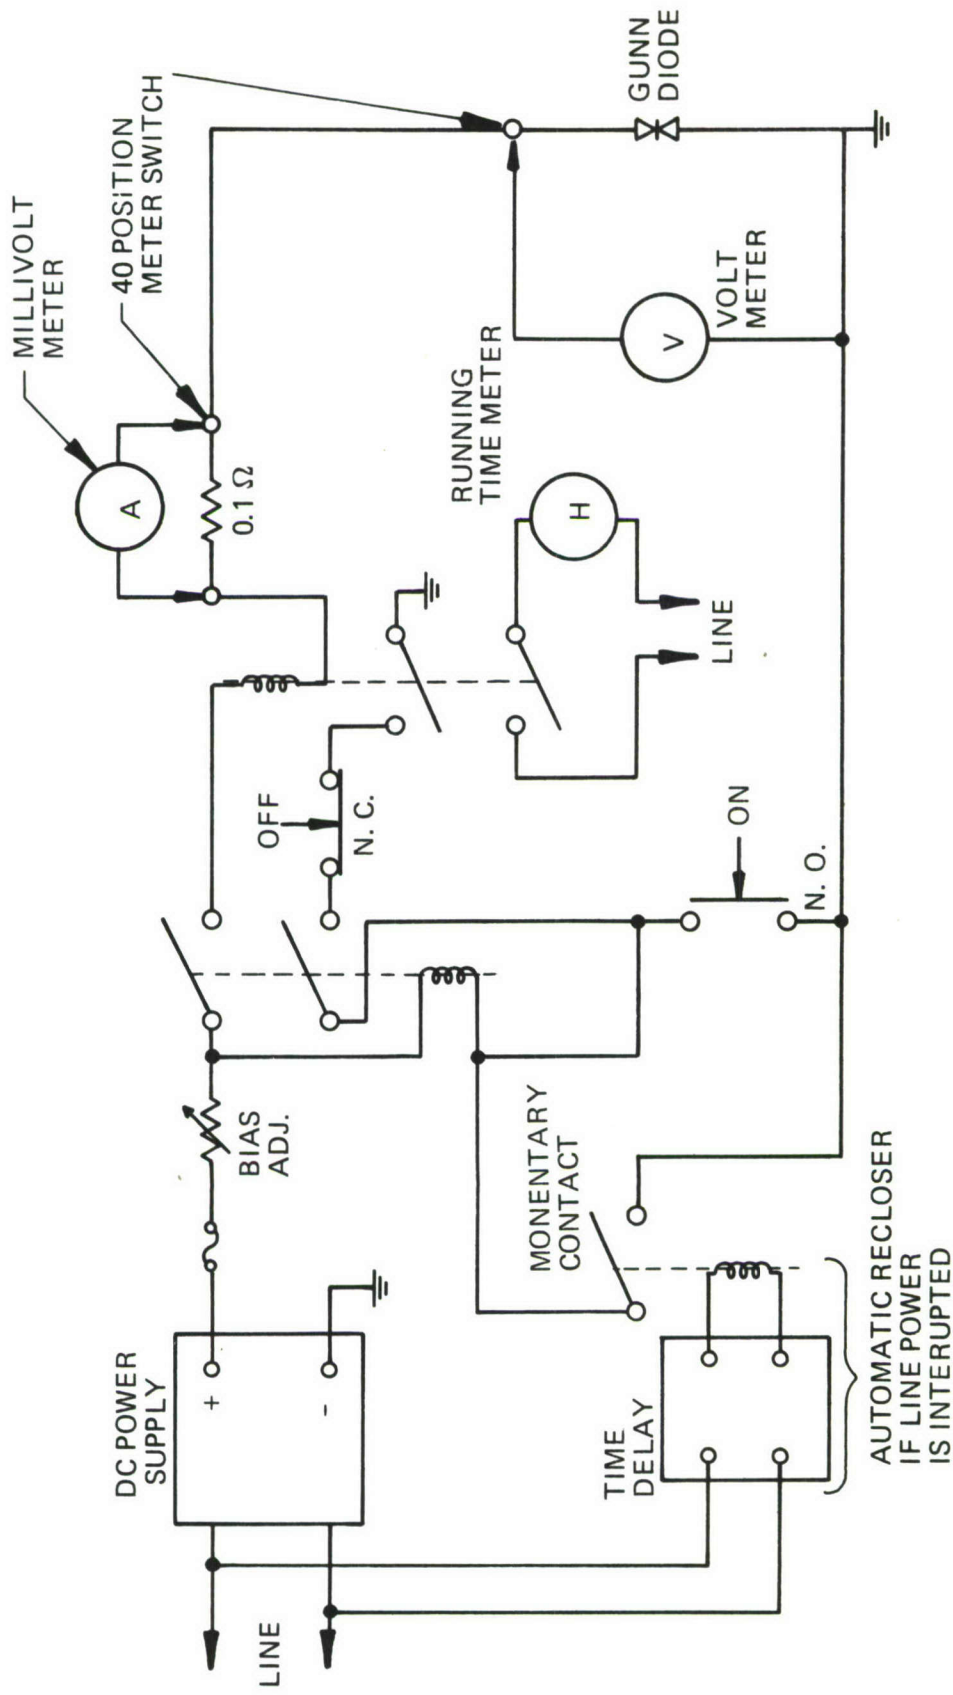 MILLIVOLT
METER
40 POSITION
METER SWITCH
A
0.1 Ω
GUNN
DIODE
RUNNING
TIME METER
H
LINE
V
VOLT
METER
OFF
N. C.
ON
N. O.
BIAS
ADJ.
MONENTARY
CONTACT
DC POWER
SUPPLY
+
-
LINE
TIME
DELAY
AUTOMATIC RECLOSER
IF LINE POWER
IS INTERUPTED